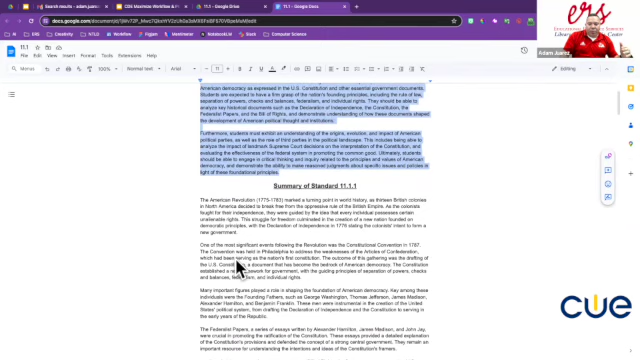 Search results - adam.juarez
CDS Maximize Workflow & P
11.1 - Google Docs
11.1 - Google Docs
docs.google.com/document/d/
Google
ERS
Creativity
Online Meetings
Mettatron
NotebookLM
Google Workspace
11.1
File Edit View Insert Format Tools Extensions Help
Menus 100% Normal text Arial 11 Editing
ers
Educational Resource Services
Adam Juarez
American democracy as expressed in the U.S. Constitution and other essential government documents.
Students are expected to have a firm grasp of the nation's founding principles, including the rule of law,
separation of powers, checks and balances, federalism, and individual rights. They should be able to
analyze key historical documents such as the Declaration of Independence, the Constitution, the
Federalist Papers, and the Bill of Rights, and demonstrate understanding of how these documents shaped
the development of American political thought and institutions.
Furthermore, students must exhibit an understanding of the origins, evolution, and impact of American
political parties, as well as the role of third parties in the political landscape. This includes being able to
analyze the impact of landmark Supreme Court decisions on the interpretation of the Constitution, and
evaluating the effectiveness of the federal system in promoting the common good. Ultimately, students
should be able to engage in critical thinking and inquiry related to the principles and values of American
democracy, and demonstrate the ability to make reasoned judgments about specific issues and policies in
light of these foundational principles.
Summary of Standard 11.1.1
The American Revolution (1775-1783) marked a turning point in world history, as thirteen British colonies
in North America decided to break free from the oppressive rule of the British Empire. As the colonists
fought for their independence, they were guided by the idea that every individual possesses certain
unalienable rights. This struggle for freedom culminated in the creation of a new nation founded on
democratic principles, with the Declaration of Independence in 1776 stating the colonists' intent to form a
new government.
One of the most significant events following the Revolution was the Constitutional Convention in 1787.
The Convention was held in Philadelphia to address the weaknesses of the Articles of Confederation,
which had been serving as the nation's first constitution. The outcome of this gathering was the drafting of
the U.S. Constitution, a document that has become the bedrock of American democracy. The Constitution
established a new framework for government, with the guiding principles of separation of powers, checks
and balances, federalism, and individual rights.
Many important figures played a role in shaping the foundation of American democracy. Key among these
individuals were the Founding Fathers, such as George Washington, Thomas Jefferson, James Madison,
Alexander Hamilton, and Benjamin Franklin. These men were instrumental in the creation of the United
States' political system, from drafting the Declaration of Independence and the Constitution to serving in
the early years of the Republic.
The Federalist Papers, a series of essays written by Alexander Hamilton, James Madison, and John Jay,
were crucial in promoting the ratification of the Constitution. These essays provided a detailed explanation
of the Constitution's provisions and defended the concept of a strong central government. They remain an
important resource for understanding the intentions and ideas of the Constitution's framers.
CUE